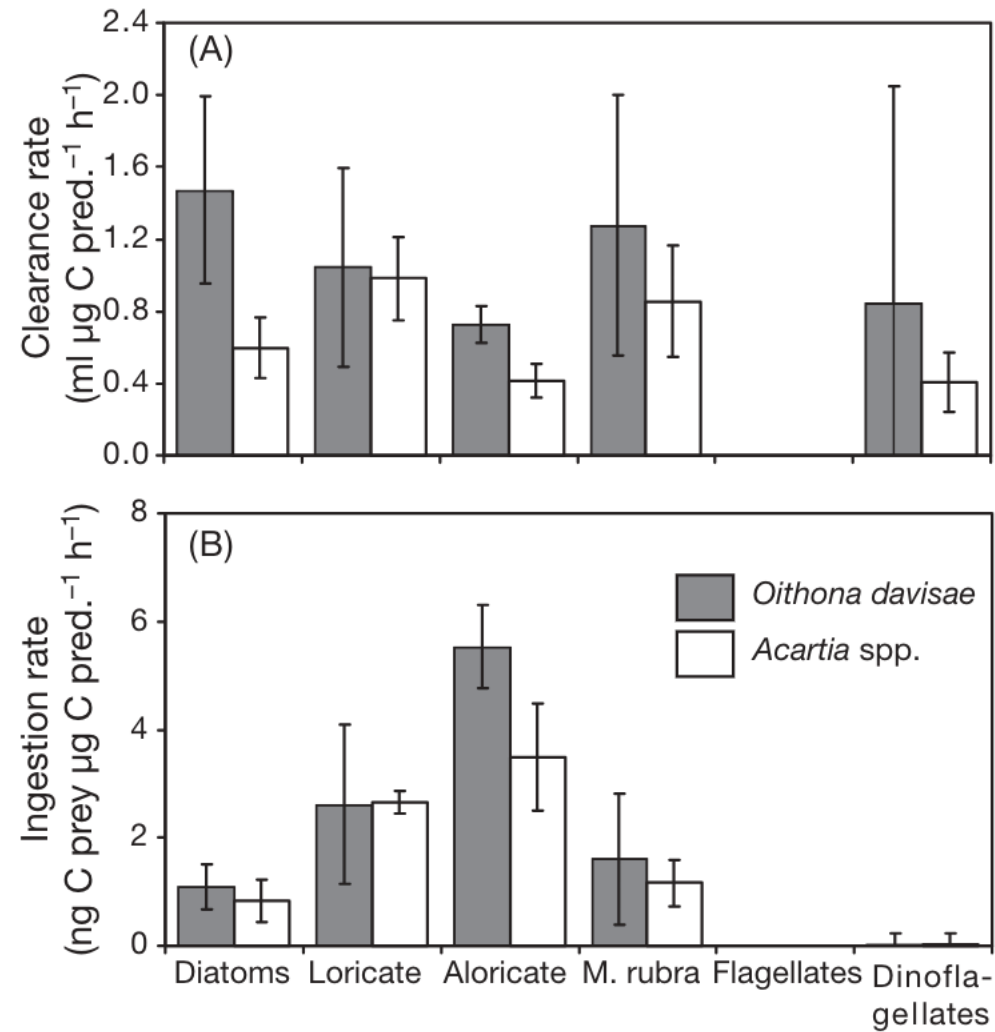 (A)
Clearance rate
(ml µg C pred.⁻¹ h⁻¹)
2.4
2.0
1.6
1.2
0.8
0.4
0.0
(B)
Ingestion rate
(ng C prey µg C pred.⁻¹ h⁻¹)
8
6
4
2
0
Oithona davisae
Acartia spp.
Diatoms Loricate Aloricate M. rubra Flagellates Dinofla-
gellates